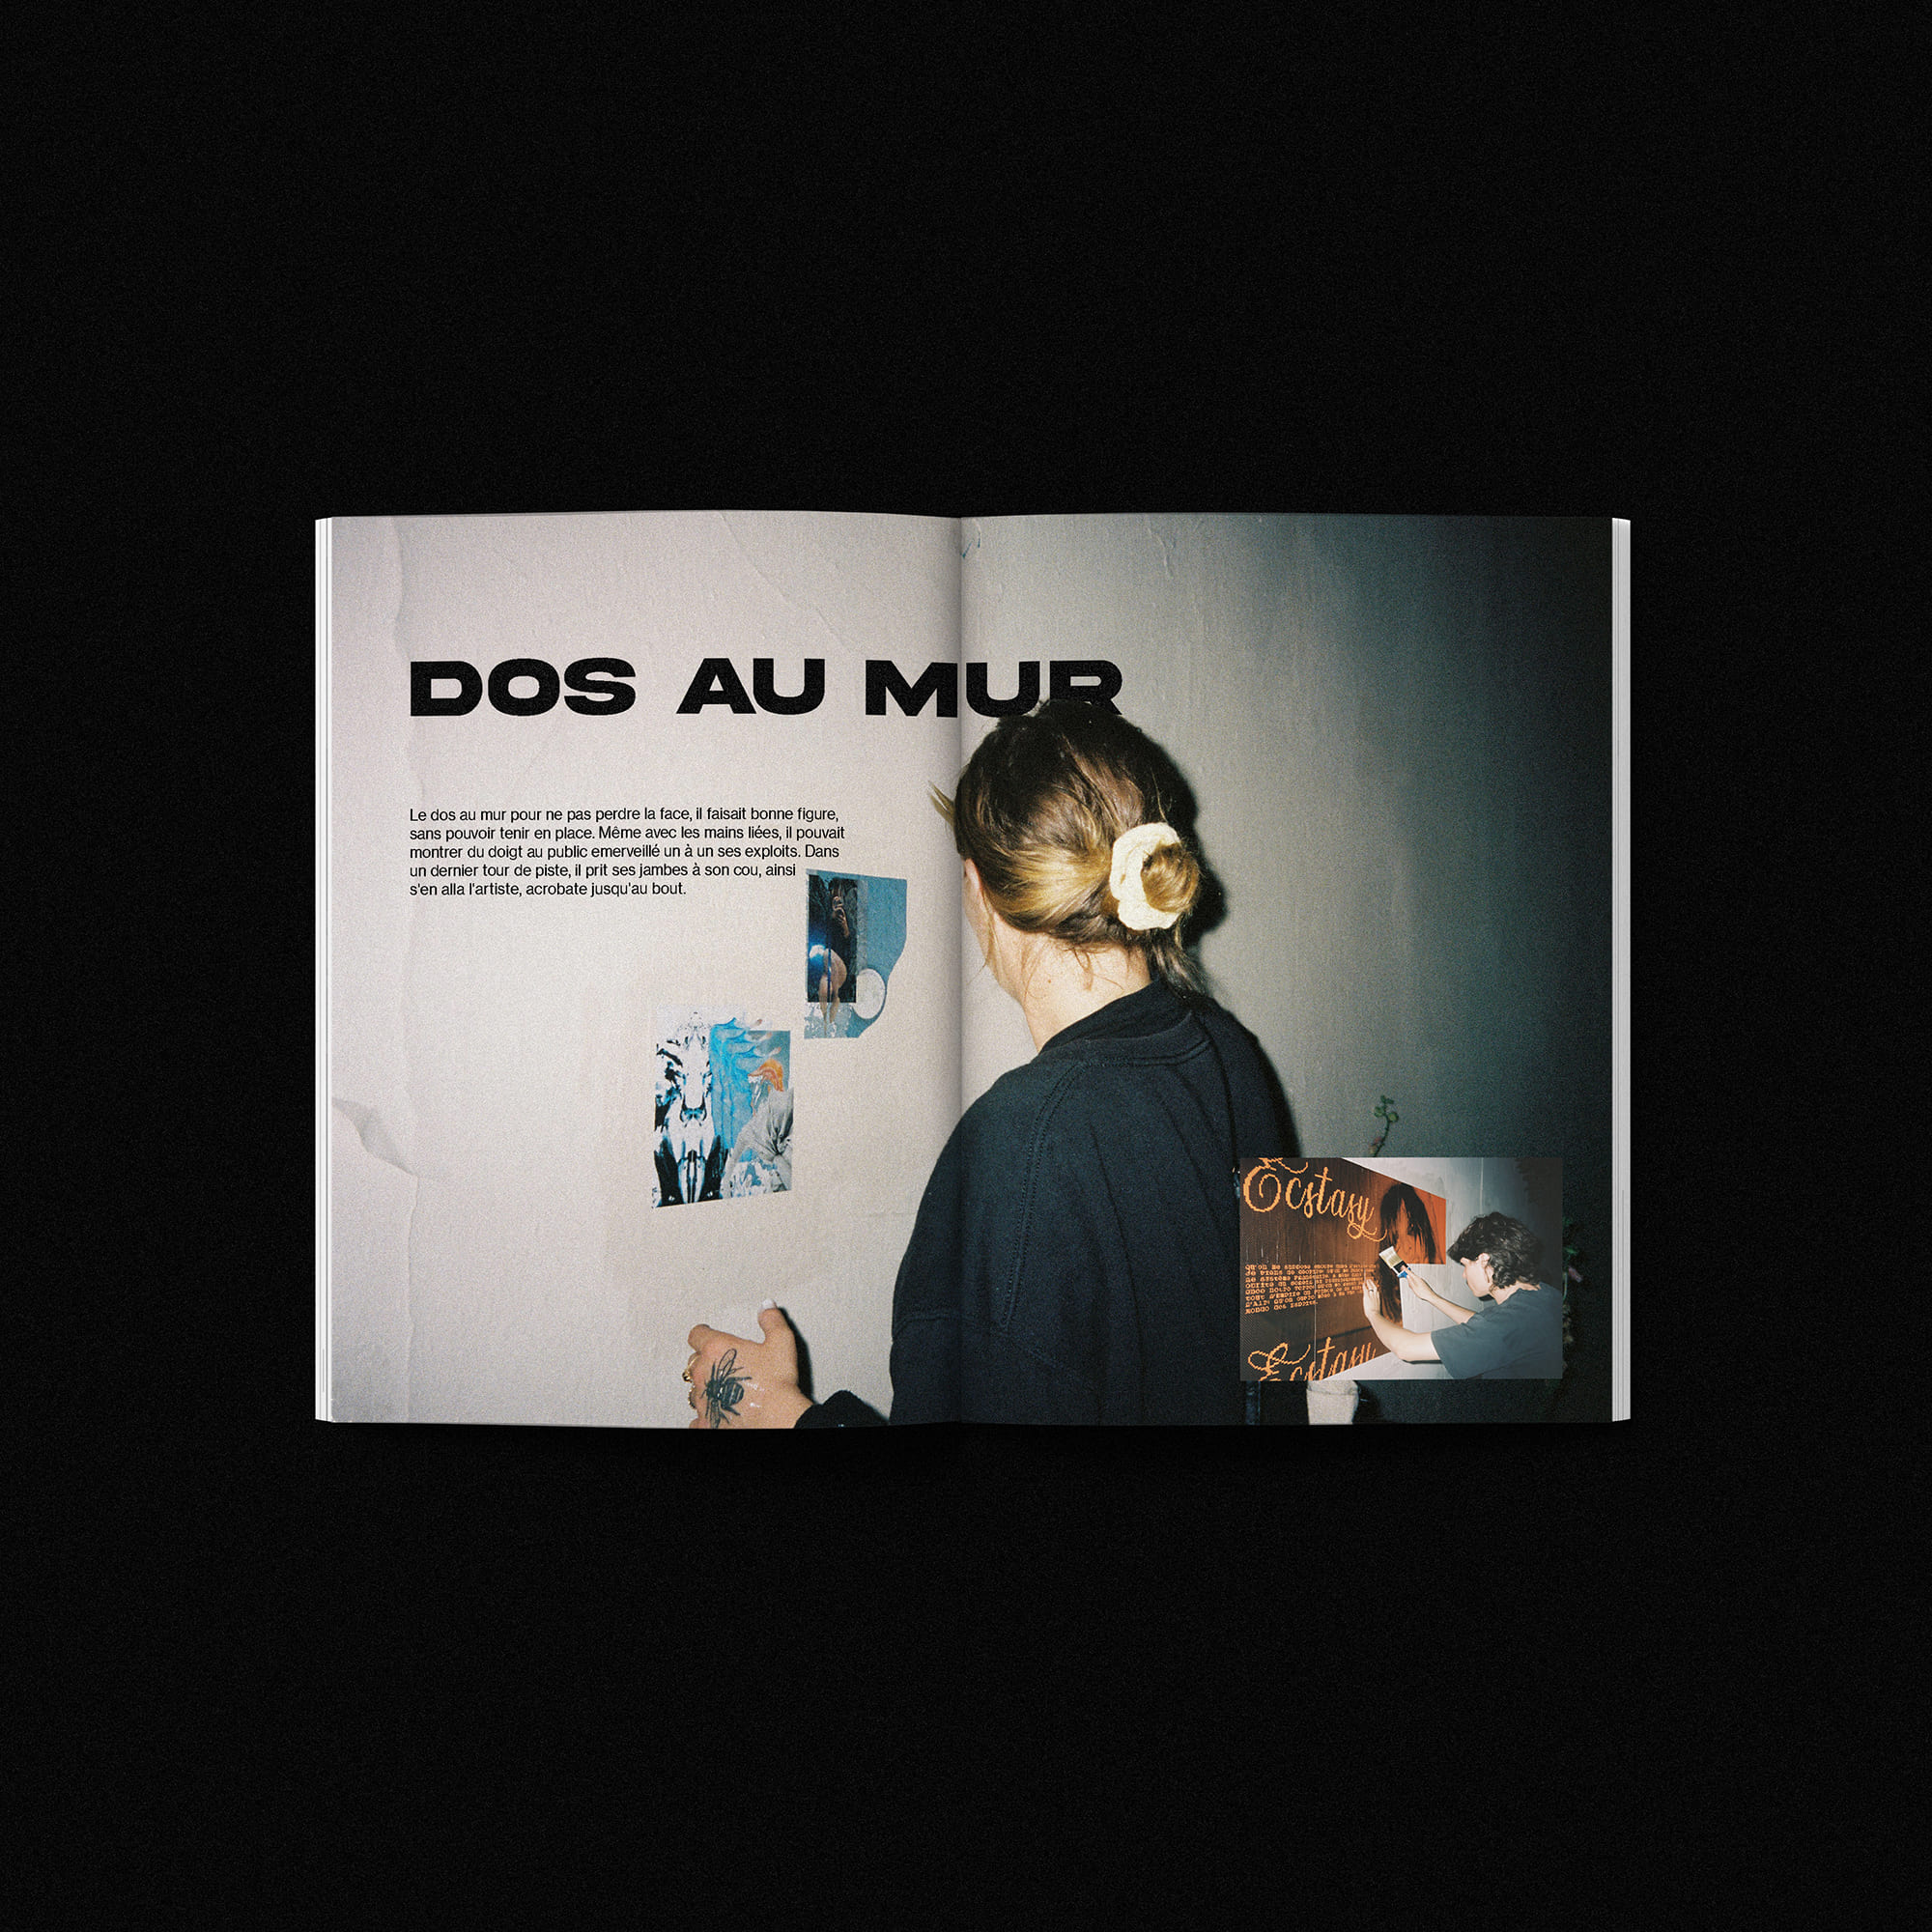 DOS AU MUR
Le dos au mur pour ne pas perdre la face, il faisait bonne figure,
sans pouvoir tenir en place. Même avec les mains liées, il pouvait
montrer du doigt au public emerveillé un à un ses exploits. Dans
un dernier tour de piste, il prit ses jambes à son cou, ainsi
s'en alla l'artiste, acrobate jusqu'au bout.
Ecstasy
Ecstasy